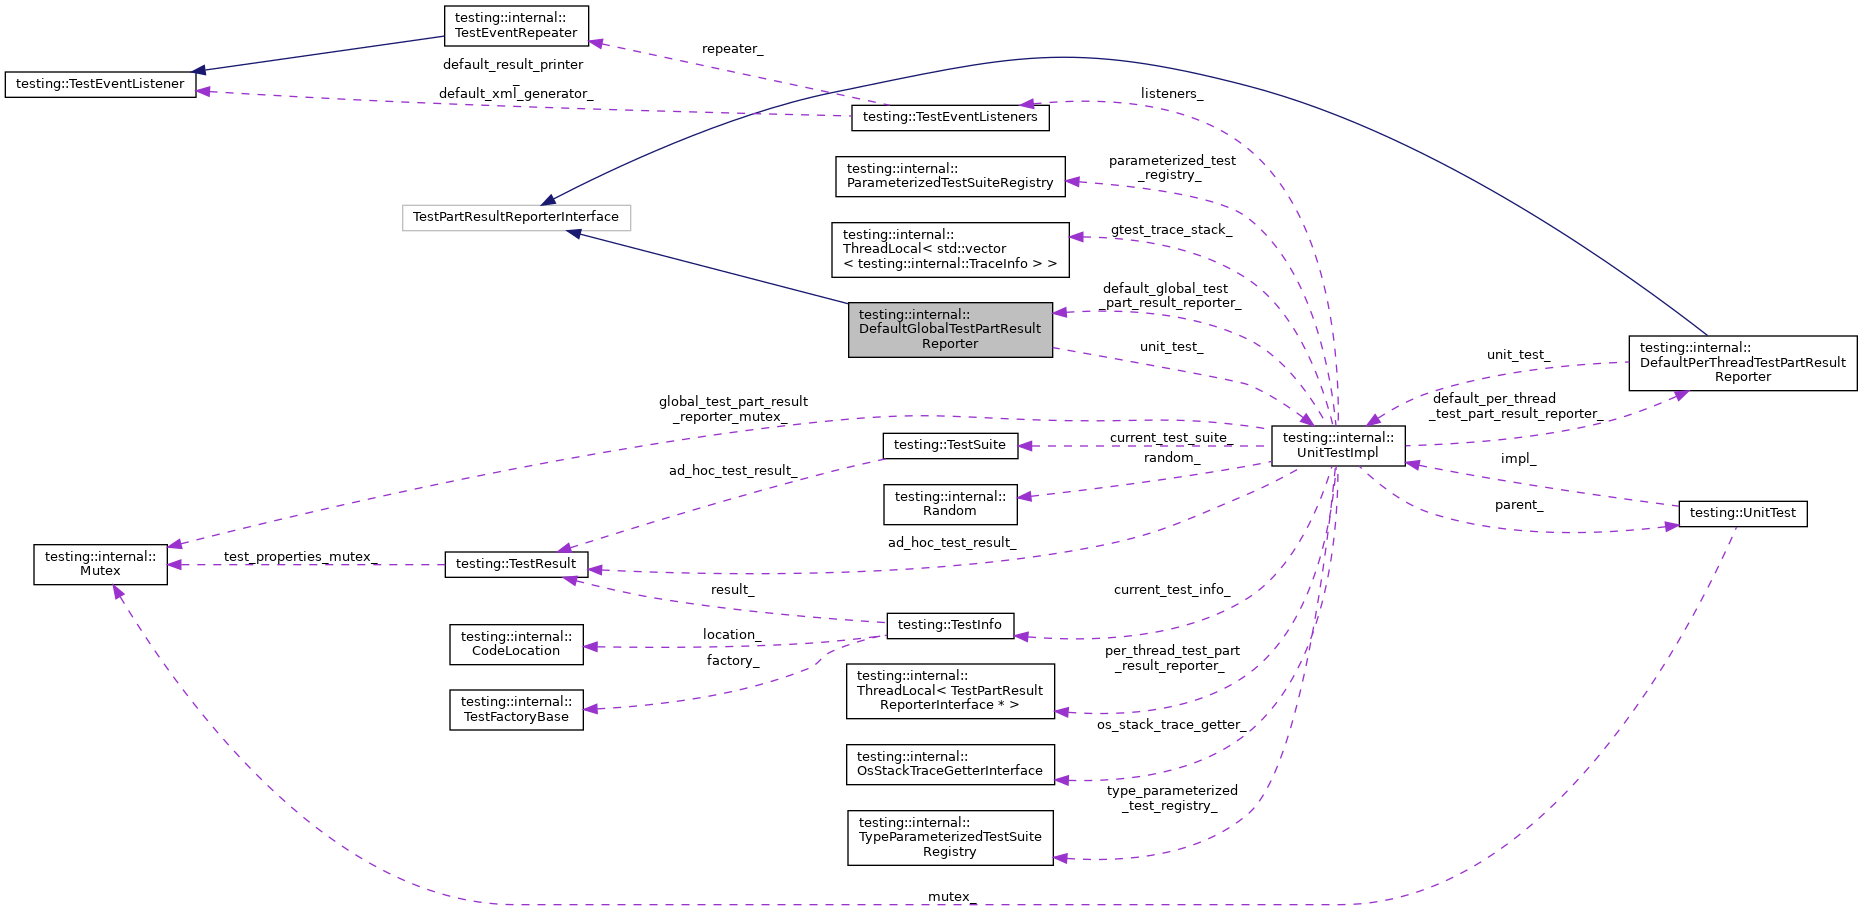 testing::internal::
TestEventRepeater
repeater_
default_result_printer
_
default_xml_generator_
testing::TestEventListener
listeners_
testing::TestEventListeners
parameterized_test
_registry_
testing::internal::
ParameterizedTestSuiteRegistry
TestPartResultReporterInterface
gtest_trace_stack_
testing::internal::
ThreadLocal< std::vector
< testing::internal::TraceInfo > >
default_global_test
_part_result_reporter_
testing::internal::
DefaultGlobalTestPartResult
Reporter
unit_test_
unit_test_
testing::internal::
DefaultPerThreadTestPartResult
Reporter
default_per_thread
_test_part_result_reporter_
global_test_part_result
_reporter_mutex_
testing::TestSuite
current_test_suite_
testing::internal::
UnitTestImpl
random_
impl_
ad_hoc_test_result_
testing::internal::
Random
parent_
testing::UnitTest
ad_hoc_test_result_
testing::internal::
Mutex
test_properties_mutex_
testing::TestResult
result_
current_test_info_
testing::TestInfo
testing::internal::
CodeLocation
location_
factory_
per_thread_test_part
_result_reporter_
testing::internal::
ThreadLocal< TestPartResult
ReporterInterface * >
testing::internal::
TestFactoryBase
os_stack_trace_getter_
testing::internal::
OsStackTraceGetterInterface
type_parameterized
_test_registry_
testing::internal::
TypeParameterizedTestSuite
Registry
mutex_